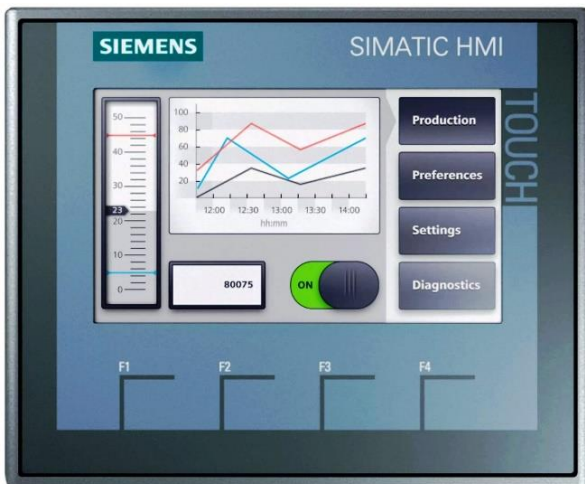 SIEMENS
SIMATIC HMI
TOUCH
50
40
30
23
20
10
0
100
80
60
40
20
12:00 12:30 13:00 13:30 14:00
hh:mm
80075
ON
Production
Preferences
Settings
Diagnostics
F1 F2 F3 F4